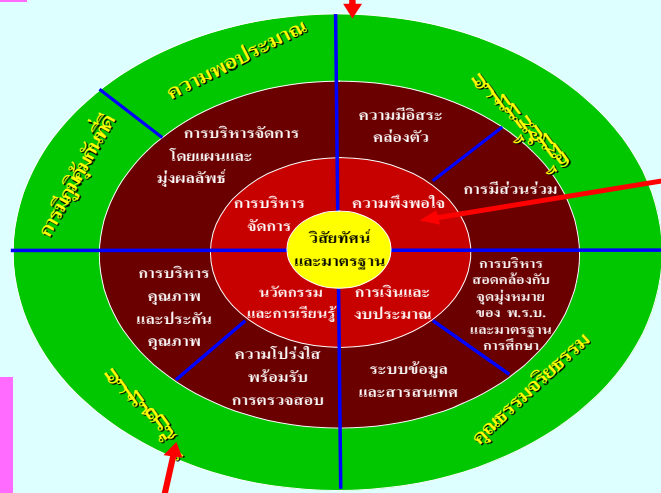 ความพอประมาณ
การมีภูมิคุ้มกันที่ดี
การบริหารจัดการ
โดยแผนและ
มุ่งผลสัพธ์
ความมีอิสระ
คล่องตัว
การมีส่วนร่วม
การบริหาร
จัดการ
ความพึงพอใจ
วิสัยทัศน์
และมาตรฐาน
นวัตกรรม
และการเรียนรู้
การเงินและ
งบประมาณ
การบริหาร
คุณภาพ
และประกัน
คุณภาพ
การบริหาร
สอดคล้องกับ
จุดมุ่งหมาย
ของ พ.ร.บ.
และมาตรฐาน
การศึกษา
ความโปร่งใส
พร้อมรับ
การตรวจสอบ
ระบบข้อมูล
และสารสนเทศ
คุณธรรมจริยธรรม